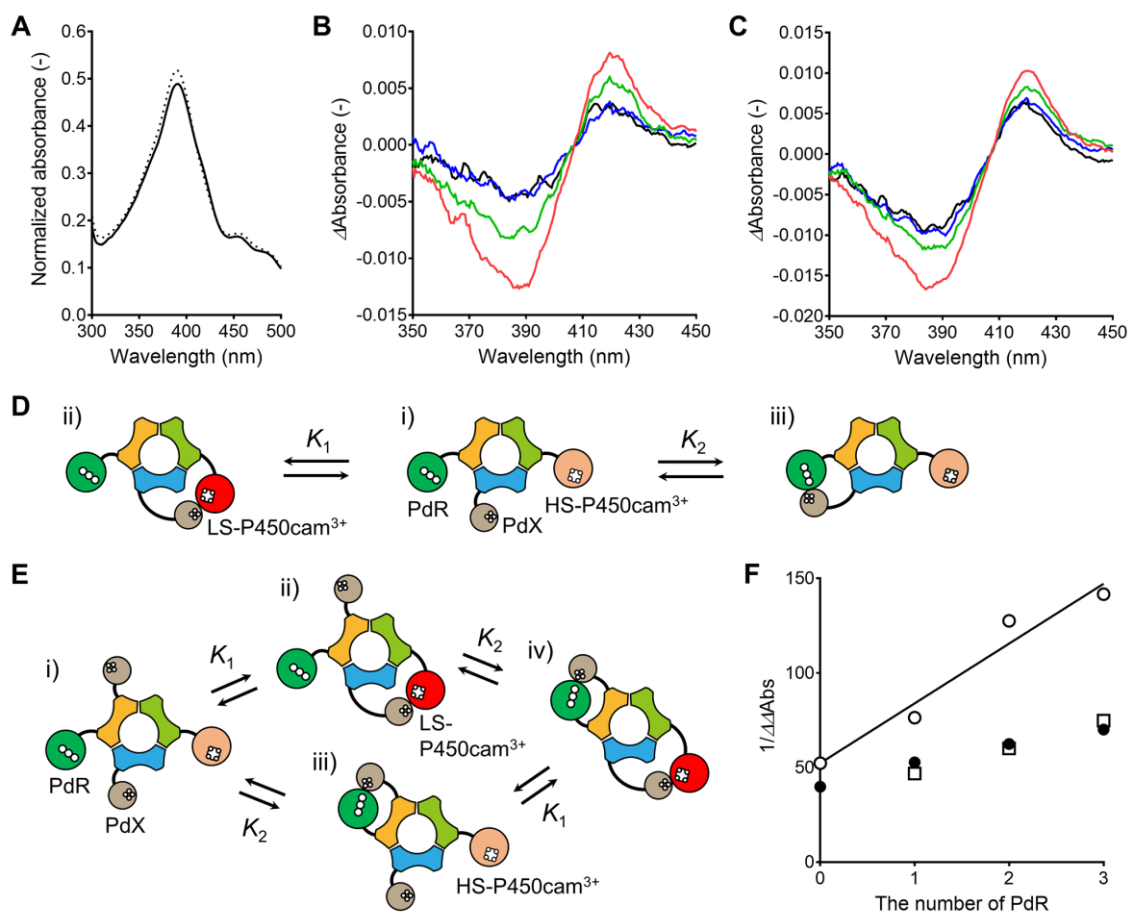 A
Normalized absorbance (-)
0.6
0.5
0.4
0.3
0.2
0.1
0.0
300 350 400 450 500
Wavelength (nm)
B
ΔAbsorbance (-)
0.010
0.005
0.000
-0.005
-0.010
-0.015
350 390 410 430 450
Wavelength (nm)
C
ΔAbsorbance (-)
0.015
0.010
0.005
0.000
-0.005
-0.010
-0.015
-0.020
350 390 410 430 450
Wavelength (nm)
D
ii)
LS-P450cam³⁺
K₁
i)
PdR
PdX
HS-P450cam³⁺
K₂
iii)
E
i)
PdR
PdX
K₁
K₂
ii)
LS-
P450cam³⁺
iii)
HS-P450cam³⁺
K₂
K₁
iv)
F
1/ΔΔAbs
150
100
50
0
0 1 2 3
The number of PdR